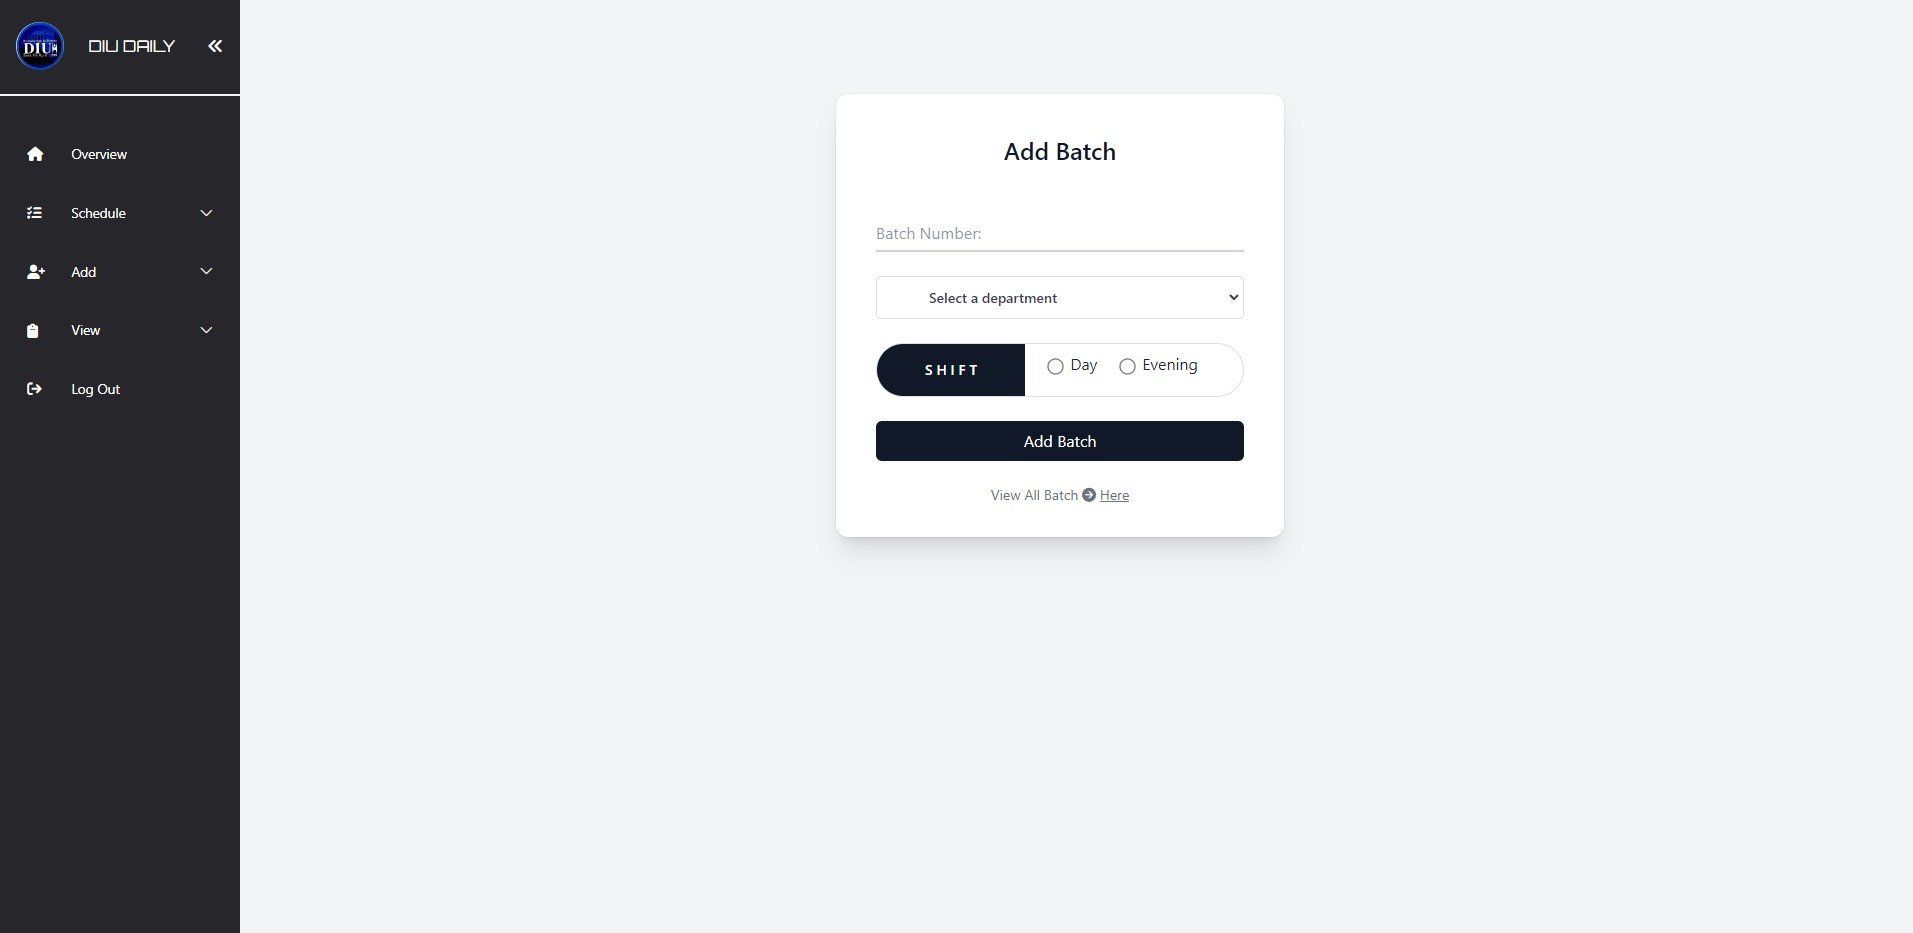 DIU
DIU DAILY
Overview
Schedule
Add
View
Log Out
Add Batch
Batch Number:
Select a department
SHIFT
Day
Evening
Add Batch
View All Batch Here